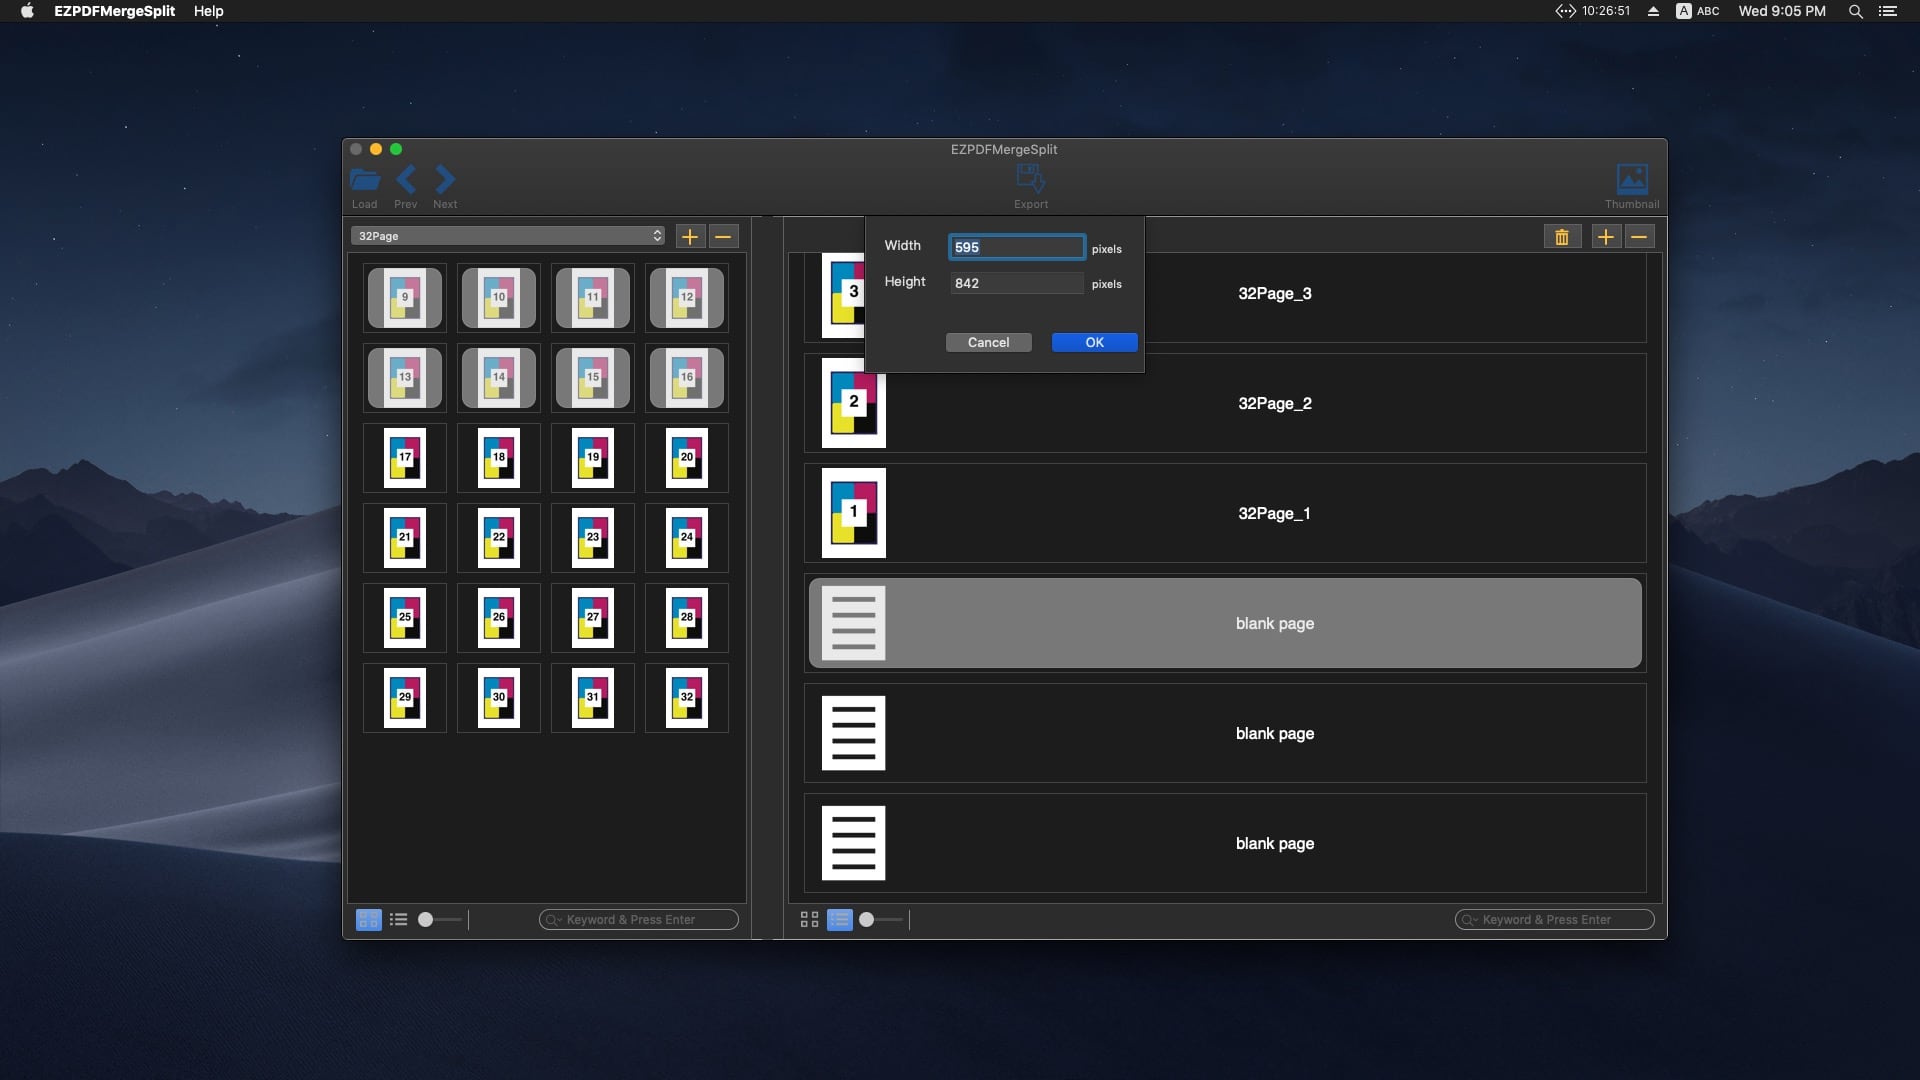 EZPDFMergeSplit Help
10:26:51 A ABC Wed 9:05 PM
EZPDFMergeSplit
Load Prev Next
Export
Thumbnail
32Page
9 10 11 12
13 14 15 16
17 18 19 20
21 22 23 24
25 26 27 28
29 30 31 32
Keyword & Press Enter
Width 595 pixels
Height 842 pixels
Cancel OK
3 32Page_3
2 32Page_2
1 32Page_1
blank page
blank page
blank page
Keyword & Press Enter